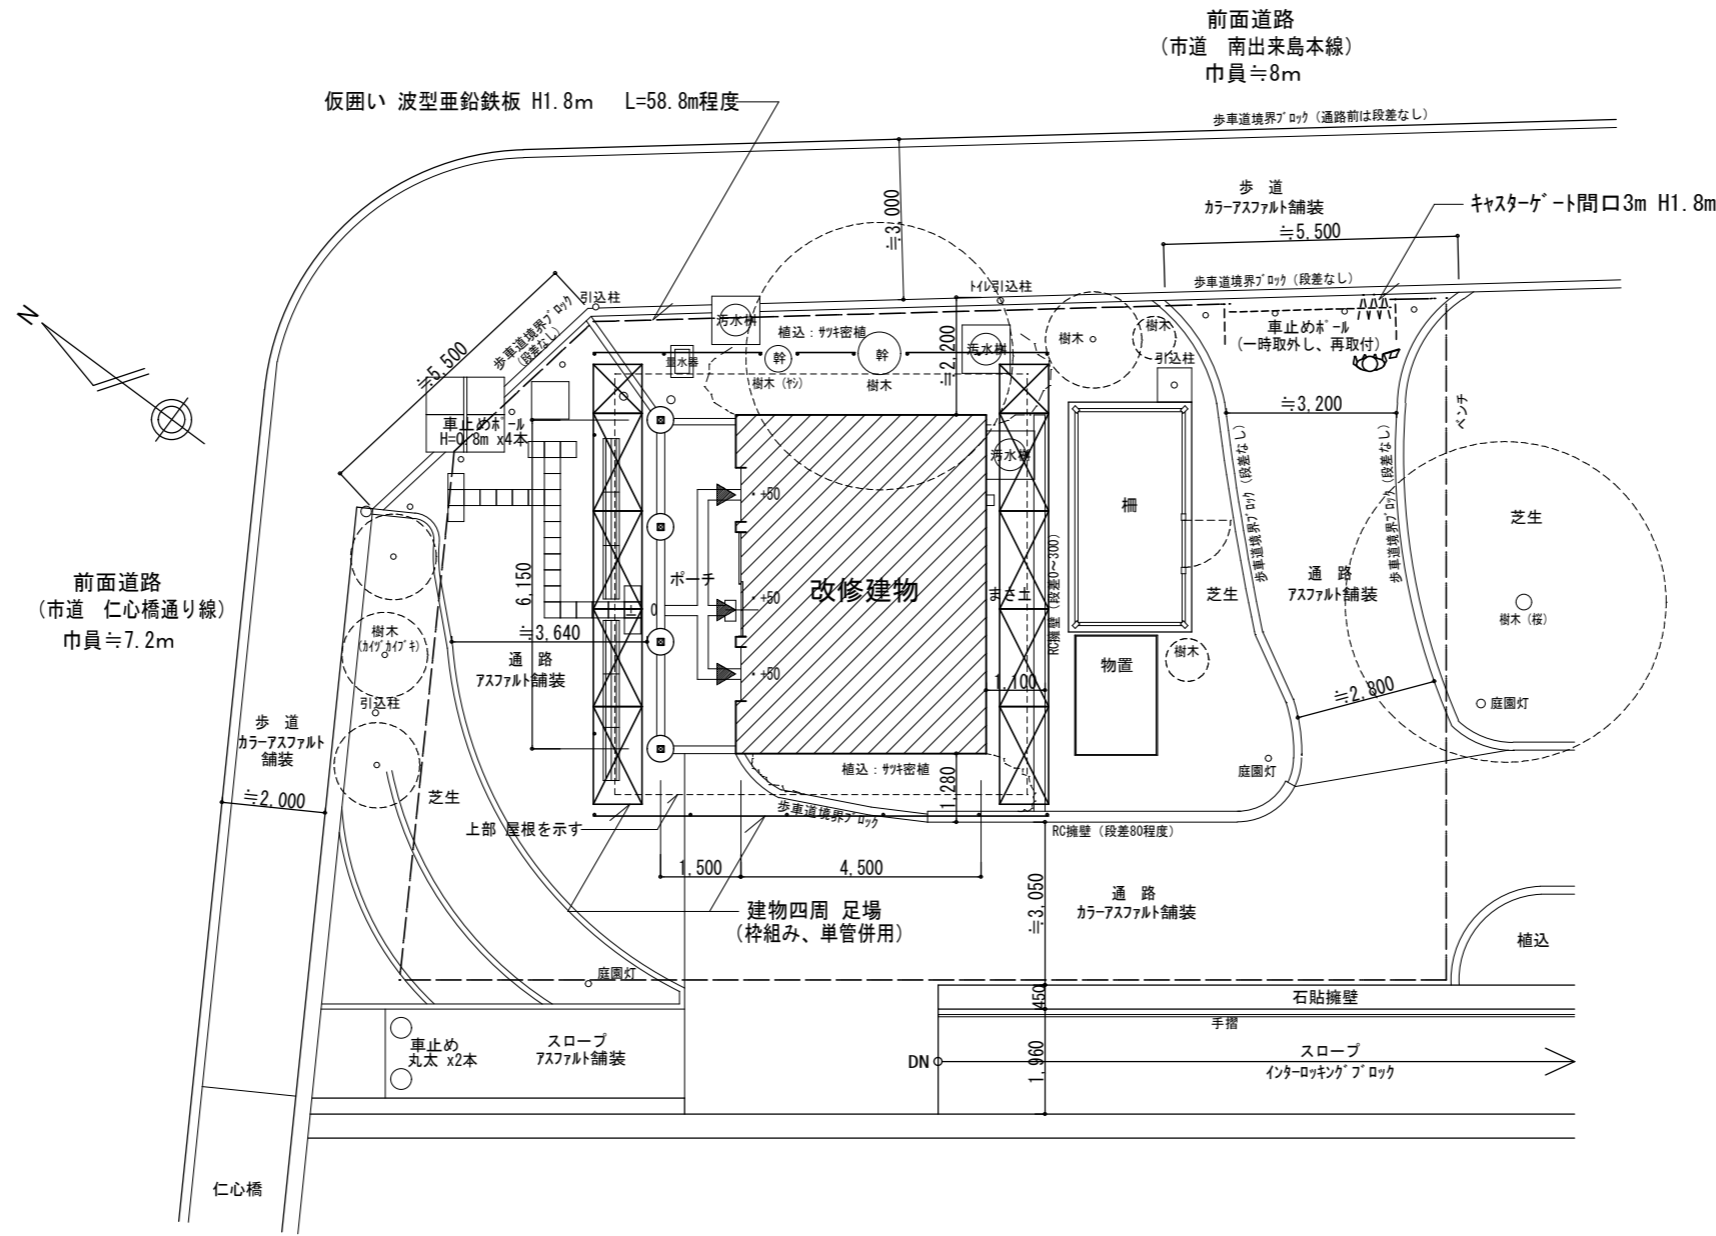 前面道路
（市道　南出来島本線）
巾員≒8m
仮囲い 波型亜鉛鉄板 H1.8m　L=58.8m程度
歩車道境界ﾌﾞﾛｯｸ（通路前は段差なし）
歩　道
ｶﾗｰｱｽﾌｧﾙﾄ舗装
ｷｬｽﾀｰｹﾞｰﾄ間口3m H1.8m
≒3,000
≒5,500
歩車道境界ﾌﾞﾛｯｸ（段差なし）
N
引込柱
ﾄｲﾚ引込柱
歩車道境界ﾌﾞﾛｯｸ
（段差なし）
≒5,500
汚水桝
植込：ｻﾂｷ密植
汚水桝
≒2,200
樹木
樹木
車止めﾎﾟｰﾙ
（一時取外し、再取付）
量水器
幹
幹
樹木（ﾔｼ）
樹木
引込柱
≒3,200
ベンチ
車止めﾎﾟｰﾙ
H=0.8m x4本
汚水桝
+50
柵
歩車道境界ﾌﾞﾛｯｸ（段差なし）
歩車道境界ﾌﾞﾛｯｸ（段差なし）
芝生
前面道路
（市道　仁心橋通り線）
巾員≒7.2m
6,150
ポーチ
改修建物
+50
± 0
まさ土
RC擁壁（段差0~300）
芝生
通　路
ｱｽﾌｧﾙﾄ舗装
樹木（桜）
樹木
（ｶｲﾂﾞｶｲﾌﾞｷ）
≒3,640
通　路
ｱｽﾌｧﾙﾄ舗装
+50
1,100
物置
樹木
≒2,800
庭園灯
引込柱
歩　道
ｶﾗｰｱｽﾌｧﾙﾄ
舗装
≒2,000
芝生
植込：ｻﾂｷ密植
1,280
庭園灯
上部 屋根を示す
歩車道境界ﾌﾞﾛｯｸ
RC擁壁（段差80程度）
1,500
4,500
建物四周 足場
（枠組み、単管併用）
≒3,050
通　路
ｶﾗｰｱｽﾌｧﾙﾄ舗装
植込
庭園灯
450
石貼擁壁
手摺
車止め
丸太 x2本
スロープ
ｱｽﾌｧﾙﾄ舗装
DN
1,960
スロープ
ｲﾝﾀｰﾛｯｷﾝｸﾞﾌﾞﾛｯｸ
仁心橋